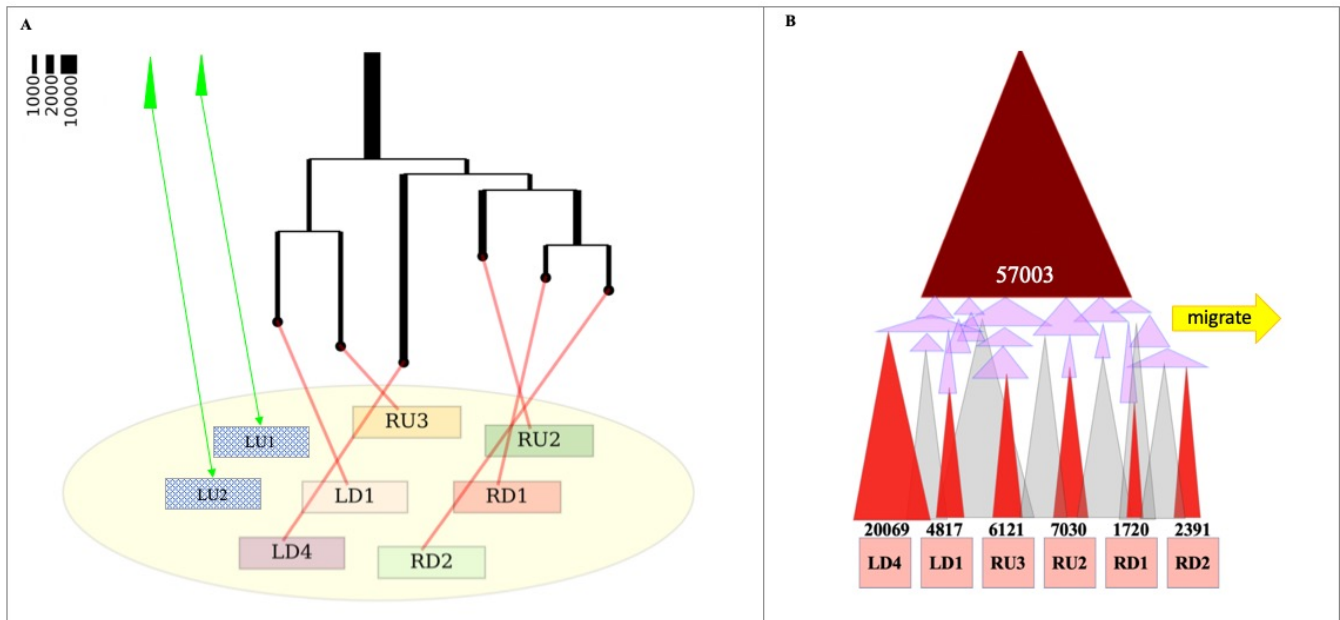 A
1000
2000
10000
RU3
LU1
RU2
LU2
LD1
RD1
LD4
RD2
B
57003
migrate
20069 4817 6121 7030 1720 2391
LD4 LD1 RU3 RU2 RD1 RD2